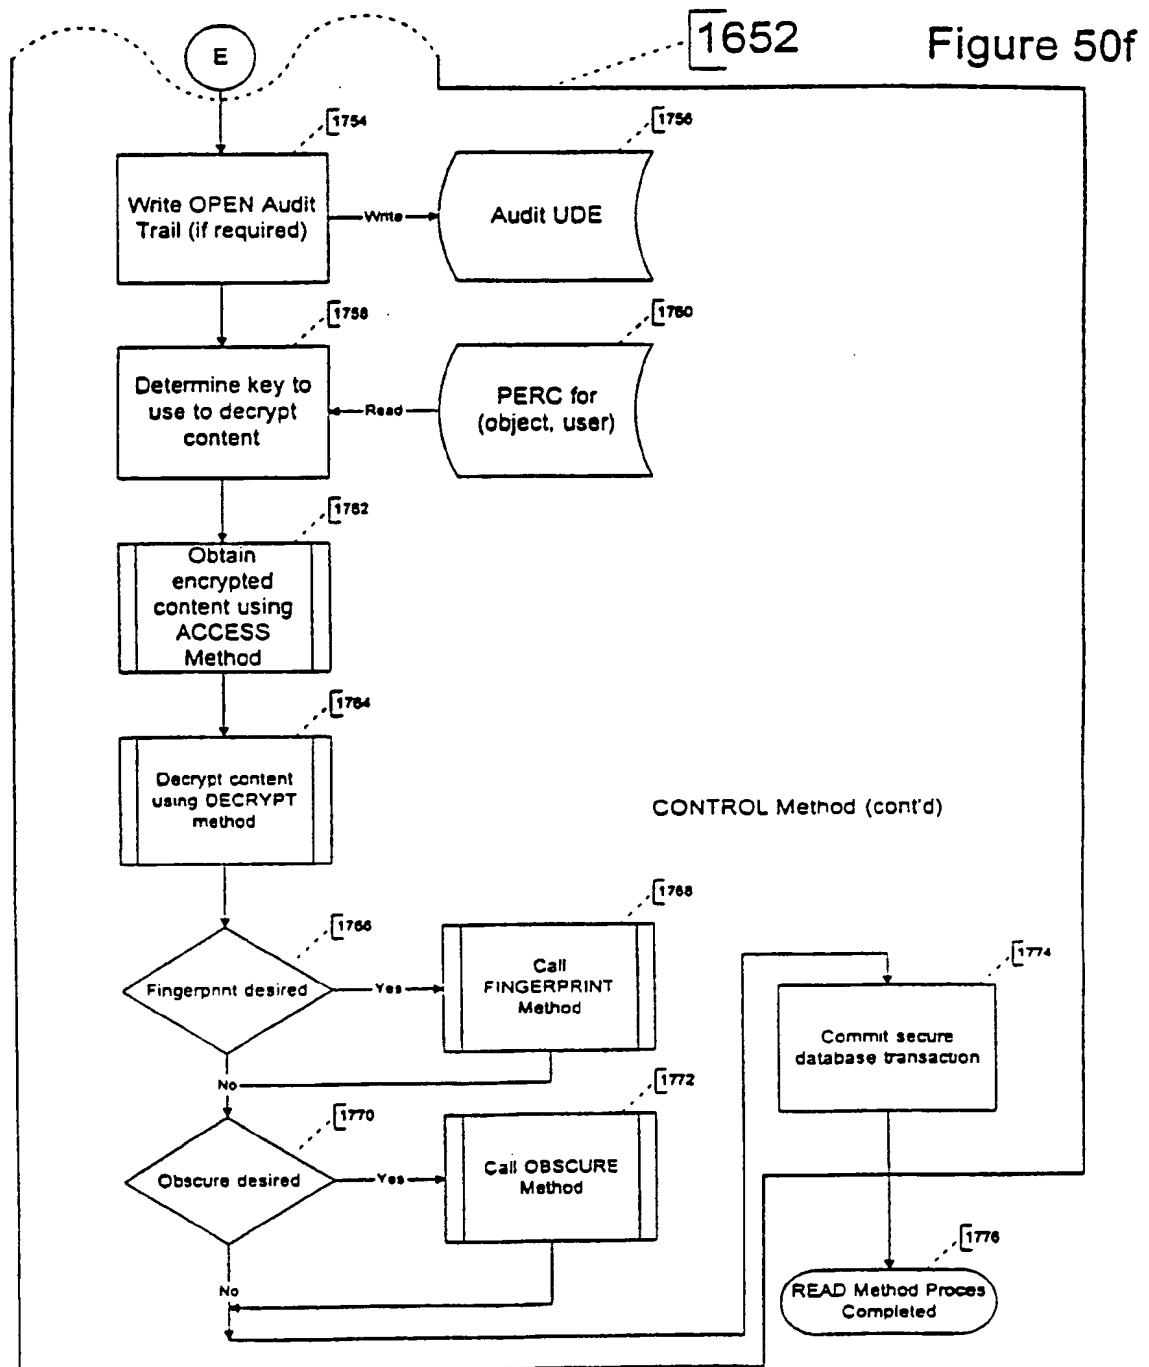 1652
Figure 50f
E
1754
Write OPEN Audit
Trail (if required)
Write
1756
Audit UDE
1758
Determine key to
use to decrypt
content
Read
1760
PERC for
(object, user)
1762
Obtain
encrypted
content using
ACCESS
Method
1764
Decrypt content
using DECRYPT
method
CONTROL Method (cont'd)
1766
Fingerprint desired
Yes
1768
Call
FINGERPRINT
Method
No
1770
Obscure desired
Yes
1772
Call OBSCURE
Method
No
1774
Commit secure
database transaction
1776
READ Method Proces
Completed